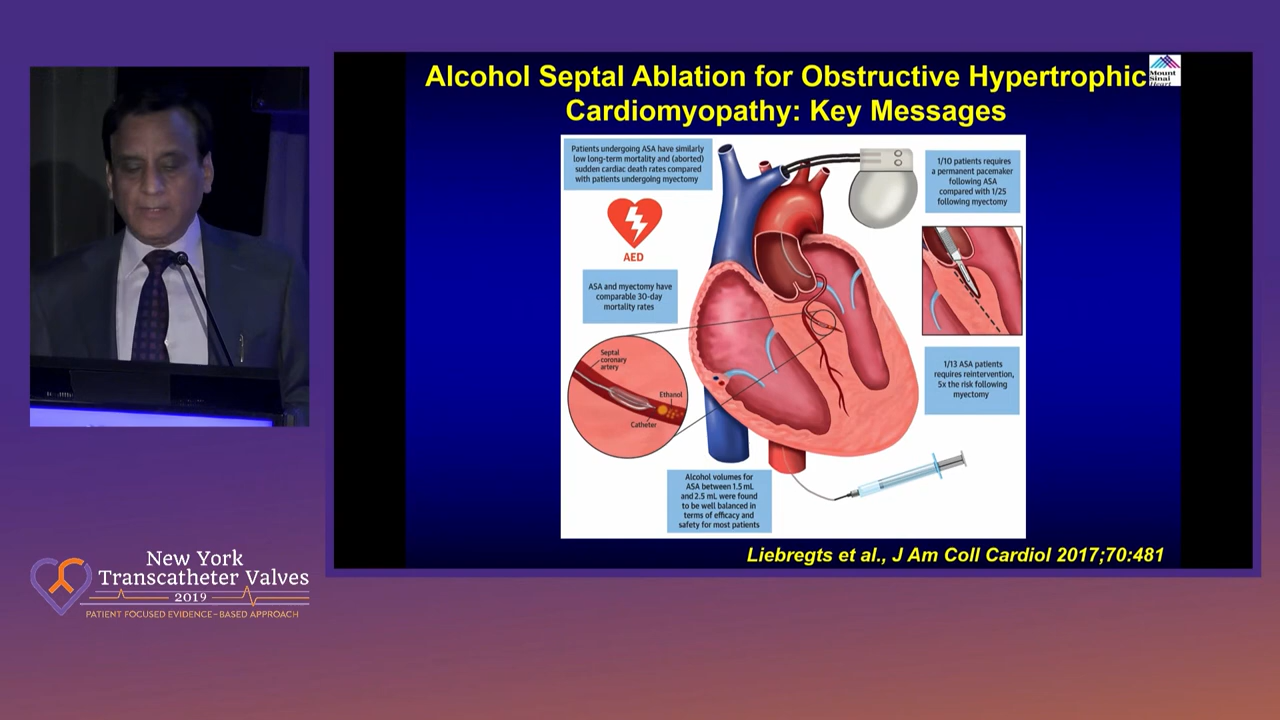 Alcohol Septal Ablation for Obstructive Hypertrophic
Cardiomyopathy: Key Messages
Mount
Sinai
Heart
Patients undergoing ASA have similarly
low long-term mortality and (aborted)
sudden cardiac death rates compared
with patients undergoing myectomy
AED
ASA and myectomy have
comparable 30-day
mortality rates
Septal
coronary
artery
Ethanol
Catheter
Alcohol volumes for
ASA between 1.5 mL
and 2.5 mL were found
to be well balanced in
terms of efficacy and
safety for most patients
1/10 patients requires
a permanent pacemaker
following ASA
compared with 1/25
following myectomy
1/13 ASA patients
requires reintervention,
5x the risk following
myectomy
Liebregts et al., J Am Coll Cardiol 2017;70:481
New York
Transcatheter Valves
2019
PATIENT FOCUSED EVIDENCE-BASED APPROACH